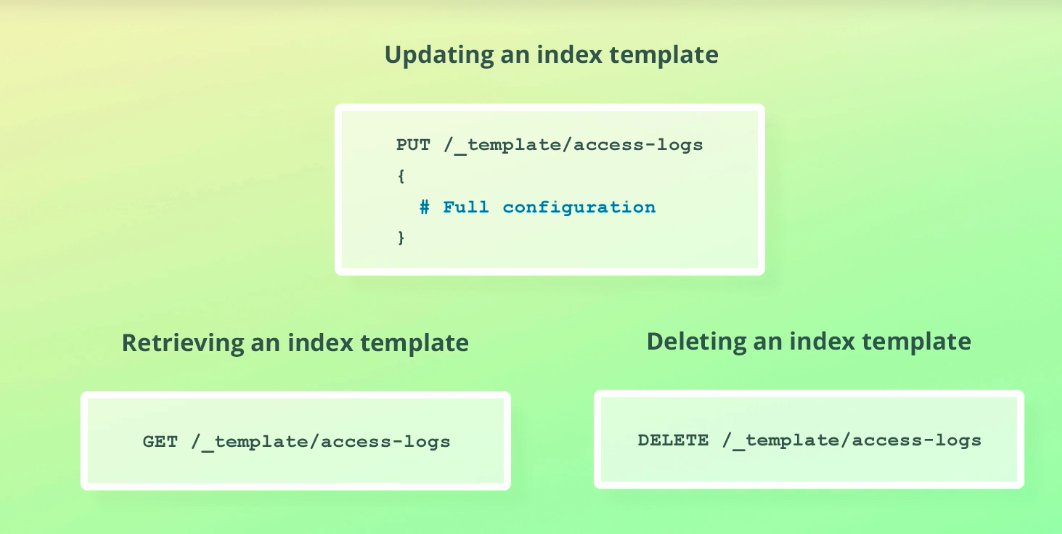 Updating an index template
PUT /_template/access-logs
{
# Full configuration
}
Retrieving an index template
GET /_template/access-logs
Deleting an index template
DELETE /_template/access-logs